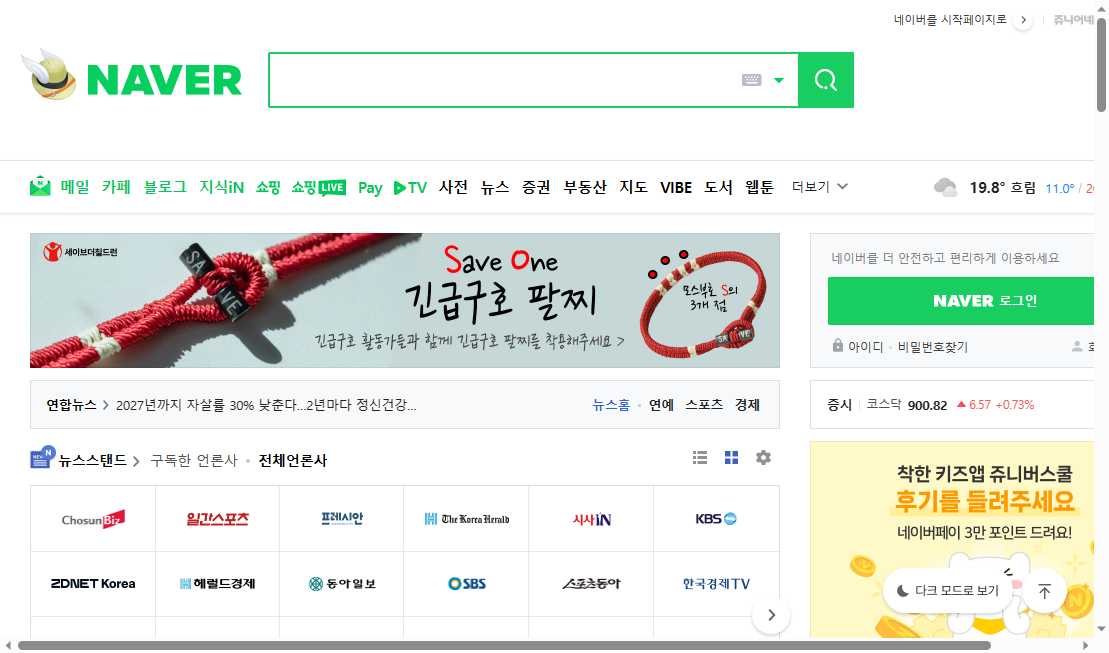 네이버를 시작페이지로
쥬니어네
NAVER
메일 카페 블로그 지식iN 쇼핑 쇼핑LIVE Pay TV 사전 뉴스 증권 부동산 지도 VIBE 도서 웹툰 더보기
19.8° 흐림 11.0° /
세이브더칠드런
SAVE
Save One
긴급구호 팔찌
긴급구호 활동가들과 함께 긴급구호 팔찌를 착용해주세요 >
모스부호 S의
3개 점
네이버를 더 안전하고 편리하게 이용하세요
NAVER 로그인
아이디 · 비밀번호찾기
연합뉴스 > 2027년까지 자살률 30% 낮춘다…2년마다 정신건강...
뉴스홈 · 연예 스포츠 경제
증시 코스닥 900.82 ▲ 6.57 +0.73%
뉴스스탠드 > 구독한 언론사 · 전체언론사
ChosunBiz 일간스포츠 프레시안 The Korea Herald 시사IN KBS
ZDNET Korea 헤럴드경제 동아일보 SBS 스포츠동아 한국경제TV
착한 키즈앱 쥬니버스쿨
후기를 들려주세요
네이버페이 3만 포인트 드려요!
다크 모드로 보기